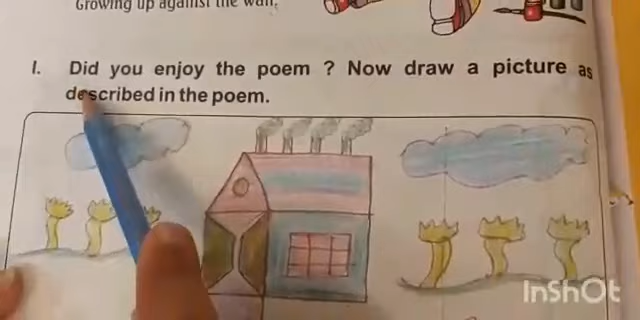 Growing up against the wall.
I. Did you enjoy the poem ? Now draw a picture as
described in the poem.
InShOt